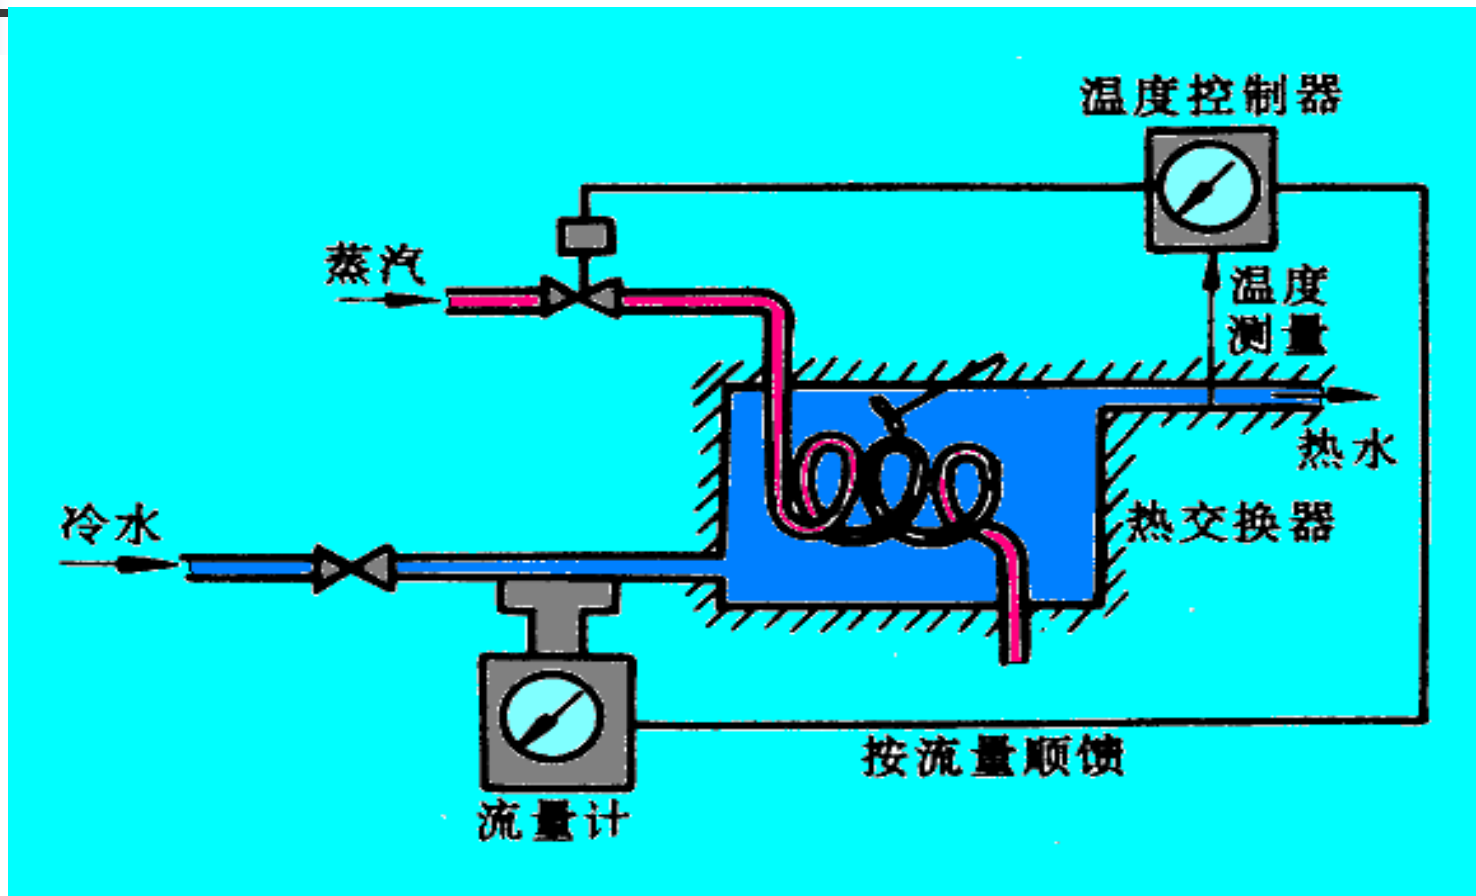 温度控制器
蒸汽
温度
测量
热水
冷水
热交换器
按流量顺馈
流量计